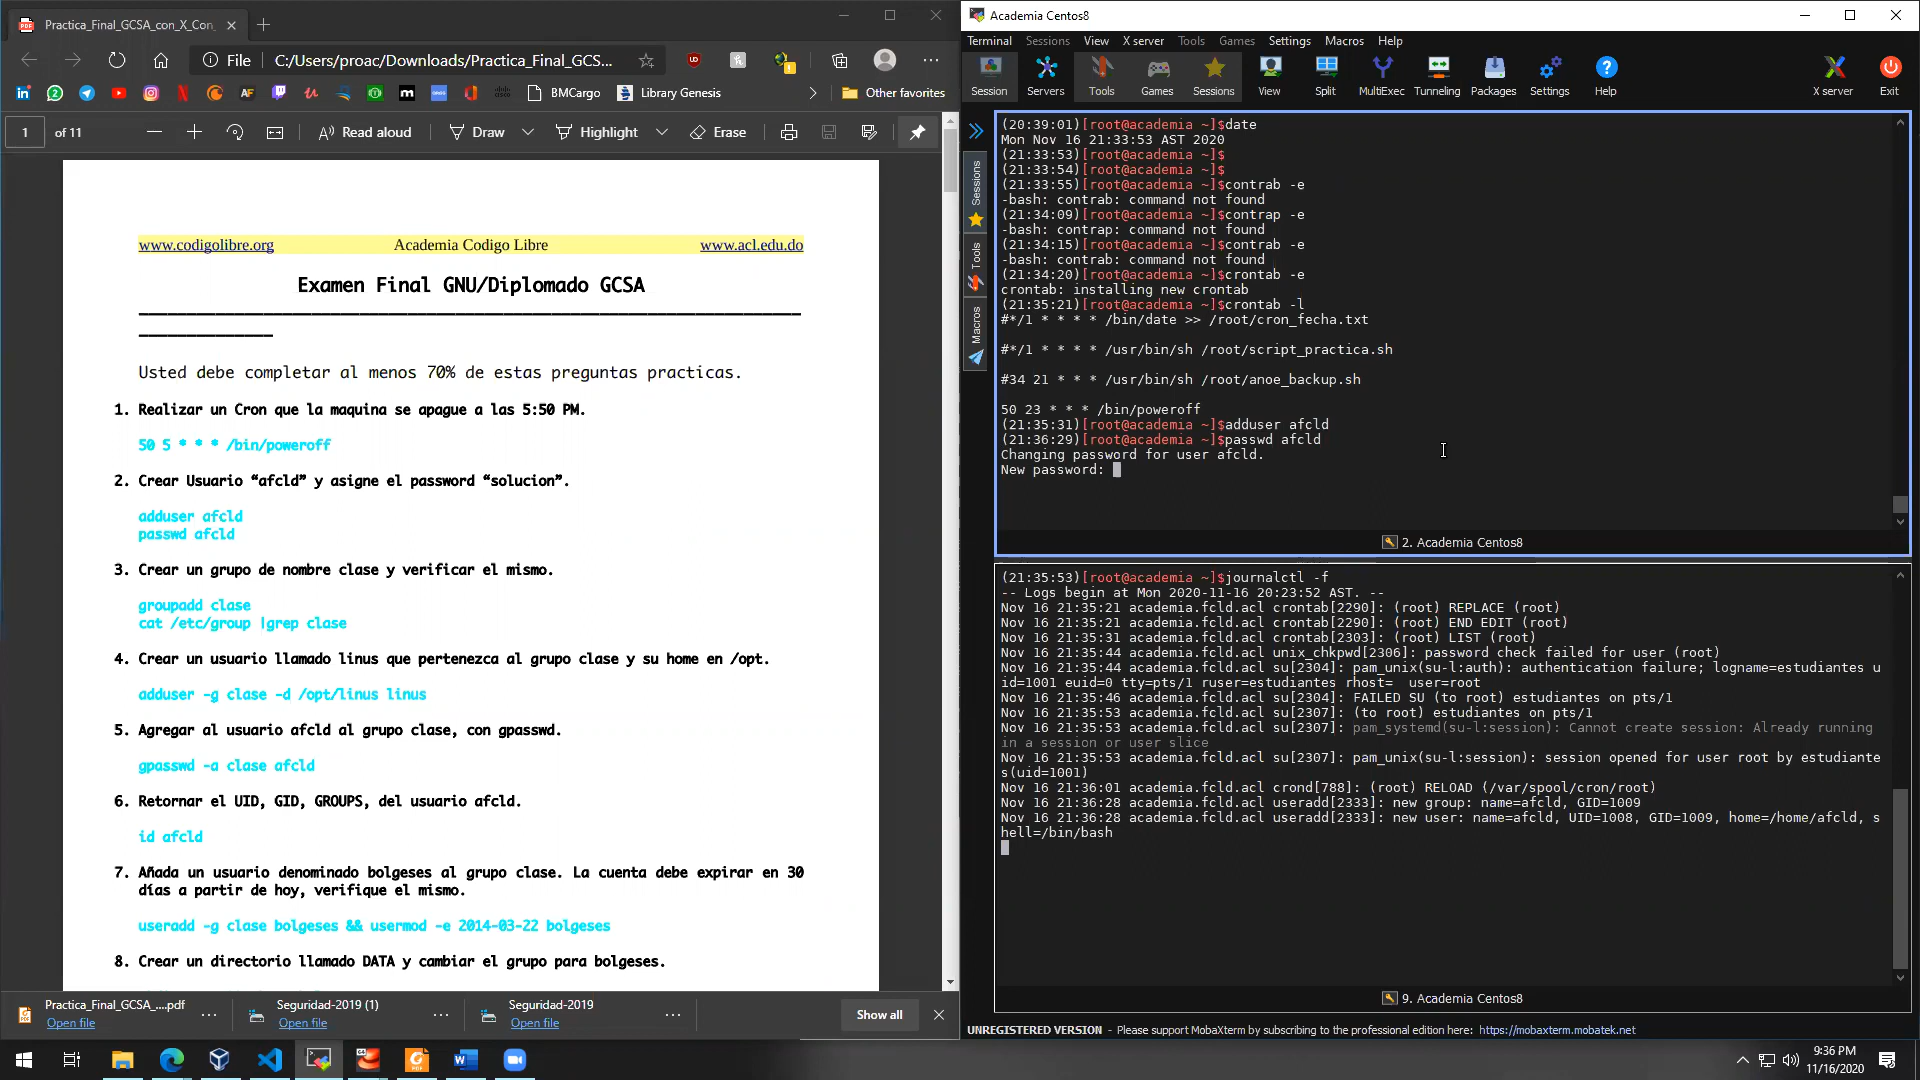 Practica_Final_GCSA_con_X_Con_
File
C:/Users/proac/Downloads/Practica_Final_GCS...
BMCargo
Library Genesis
Other favorites
1 of 11
Read aloud
Draw
Highlight
Erase
www.codigolibre.org Academia Codigo Libre www.acl.edu.do
Examen Final GNU/Diplomado GCSA
Usted debe completar al menos 70% de estas preguntas practicas.
1. Realizar un Cron que la maquina se apague a las 5:50 PM.
50 5 * * * /bin/poweroff
2. Crear Usuario “afcld” y asigne el password “solucion”.
adduser afcld
passwd afcld
3. Crear un grupo de nombre clase y verificar el mismo.
groupadd clase
cat /etc/group |grep clase
4. Crear un usuario llamado linus que pertenezca al grupo clase y su home en /opt.
adduser -g clase -d /opt/linus linus
5. Agregar al usuario afcld al grupo clase, con gpasswd.
gpasswd -a clase afcld
6. Retornar el UID, GID, GROUPS, del usuario afcld.
id afcld
7. Añada un usuario denominado bolgeses al grupo clase. La cuenta debe expirar en 30
días a partir de hoy, verifique el mismo.
useradd -g clase bolgeses && usermod -e 2014-03-22 bolgeses
8. Crear un directorio llamado DATA y cambiar el grupo para bolgeses.
Practica_Final_GCSA_....pdf
Open file
Seguridad-2019 (1)
Open file
Seguridad-2019
Open file
Show all
Academia Centos8
Terminal Sessions View X server Tools Games Settings Macros Help
Session Servers Tools Games Sessions View Split MultiExec Tunneling Packages Settings Help X server Exit
Sessions
Tools
Macros
(20:39:01)[root@academia ~]$date
Mon Nov 16 21:33:53 AST 2020
(21:33:53)[root@academia ~]$
(21:33:54)[root@academia ~]$
(21:33:55)[root@academia ~]$contrab -e
-bash: contrab: command not found
(21:34:09)[root@academia ~]$contrap -e
-bash: contrap: command not found
(21:34:15)[root@academia ~]$contrab -e
-bash: contrab: command not found
(21:34:20)[root@academia ~]$crontab -e
crontab: installing new crontab
(21:35:21)[root@academia ~]$crontab -l
#*/1 * * * * /bin/date >> /root/cron_fecha.txt
#*/1 * * * * /usr/bin/sh /root/script_practica.sh
#34 21 * * * /usr/bin/sh /root/anoe_backup.sh
50 23 * * * /bin/poweroff
(21:35:31)[root@academia ~]$adduser afcld
(21:36:29)[root@academia ~]$passwd afcld
Changing password for user afcld.
New password:
2. Academia Centos8
(21:35:53)[root@academia ~]$journalctl -f
-- Logs begin at Mon 2020-11-16 20:23:52 AST. --
Nov 16 21:35:21 academia.fcld.acl crontab[2290]: (root) REPLACE (root)
Nov 16 21:35:21 academia.fcld.acl crontab[2290]: (root) END EDIT (root)
Nov 16 21:35:31 academia.fcld.acl crontab[2303]: (root) LIST (root)
Nov 16 21:35:44 academia.fcld.acl unix_chkpwd[2306]: password check failed for user (root)
Nov 16 21:35:44 academia.fcld.acl su[2304]: pam_unix(su-l:auth): authentication failure; logname=estudiantes u
id=1001 euid=0 tty=pts/1 ruser=estudiantes rhost=  user=root
Nov 16 21:35:46 academia.fcld.acl su[2304]: FAILED SU (to root) estudiantes on pts/1
Nov 16 21:35:53 academia.fcld.acl su[2307]: (to root) estudiantes on pts/1
Nov 16 21:35:53 academia.fcld.acl su[2307]: pam_systemd(su-l:session): Cannot create session: Already running
in a session or user slice
Nov 16 21:35:53 academia.fcld.acl su[2307]: pam_unix(su-l:session): session opened for user root by estudiante
s(uid=1001)
Nov 16 21:36:01 academia.fcld.acl crond[788]: (root) RELOAD (/var/spool/cron/root)
Nov 16 21:36:28 academia.fcld.acl useradd[2333]: new group: name=afcld, GID=1009
Nov 16 21:36:28 academia.fcld.acl useradd[2333]: new user: name=afcld, UID=1008, GID=1009, home=/home/afcld, s
hell=/bin/bash
9. Academia Centos8
UNREGISTERED VERSION - Please support MobaXterm by subscribing to the professional edition here: https://mobaxterm.mobatek.net
9:36 PM
11/16/2020